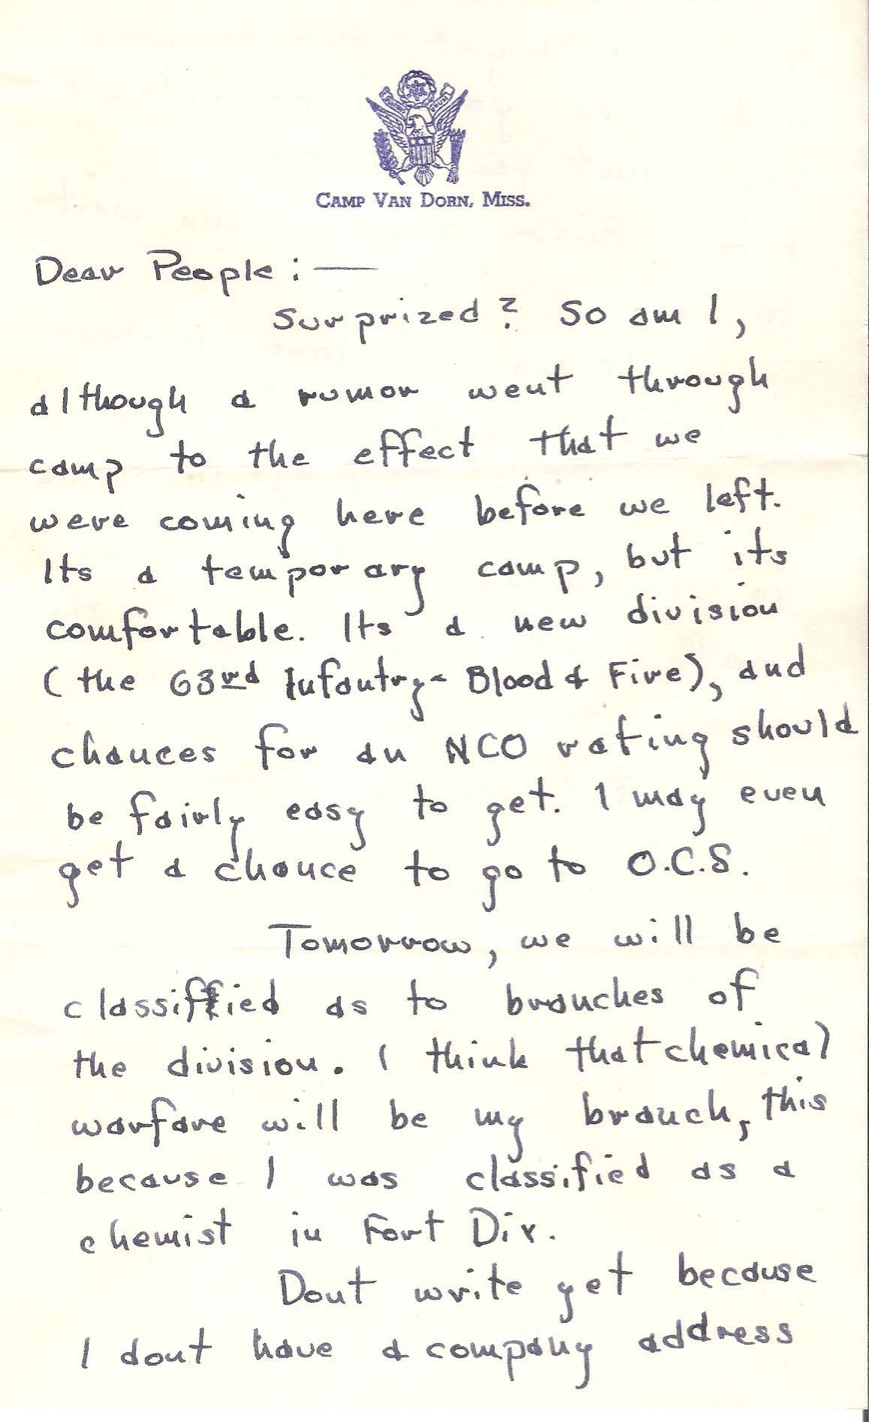 CAMP VAN DORN, MISS.
Dear People : —
Surprized? So am I,
although a rumor went through
camp to the effect that we
were coming here before we left.
Its a temporary camp, but its
comfortable. Its a new division
(the 63rd Infantry - Blood & Fire), and
chances for an NCO rating should
be fairly easy to get. I may even
get a chance to go to O.C.S.
Tomorrow, we will be
classified as to branches of
the division. I think that chemical
warfare will be my branch, this
because I was classified as a
chemist in Fort Dix.
Dont write yet because
I dont have a company address